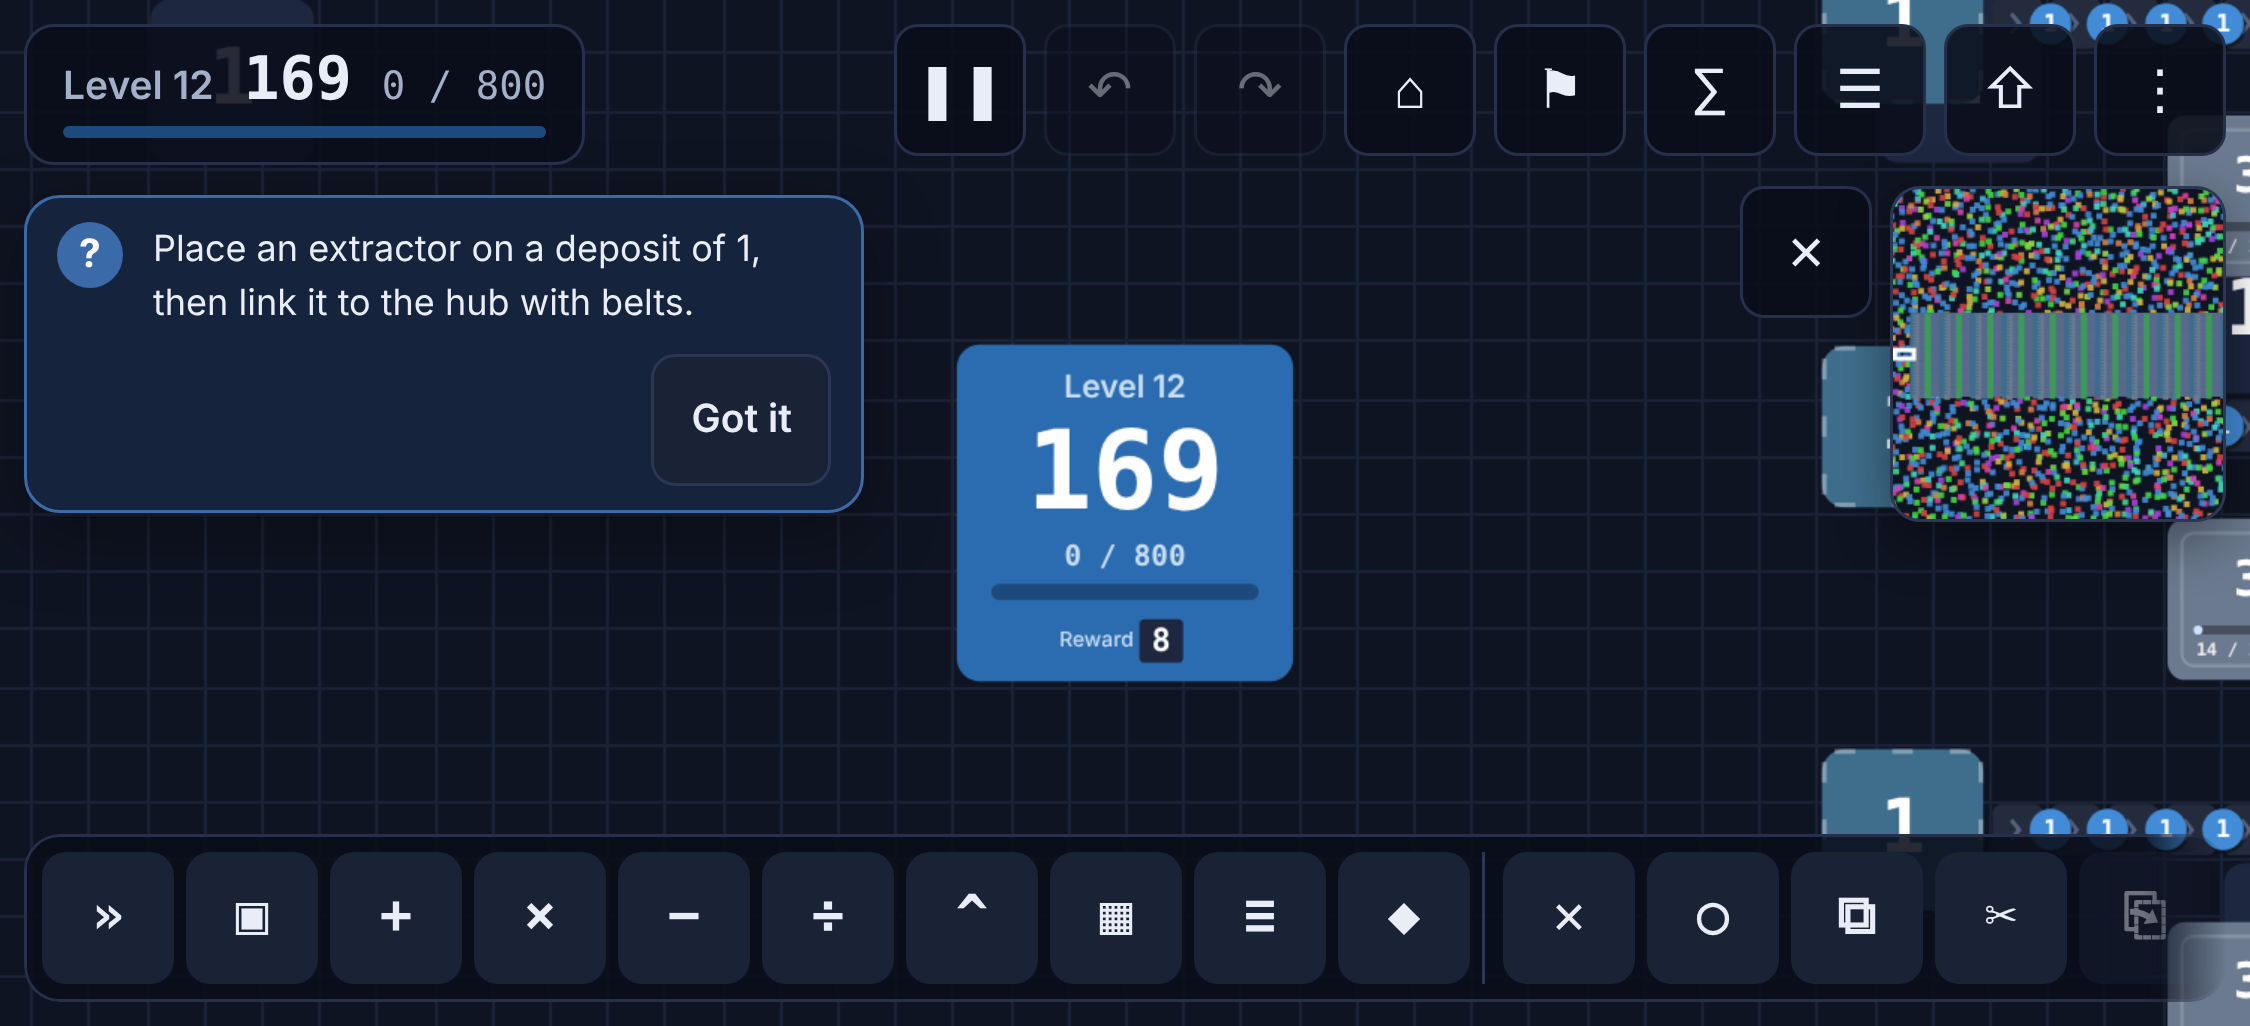 Level 12 169 0 / 800
? Place an extractor on a deposit of 1,
then link it to the hub with belts.
Got it
Level 12
169
0 / 800
Reward 8
1
1 1 1 1
14 /
1
1 1 1 1